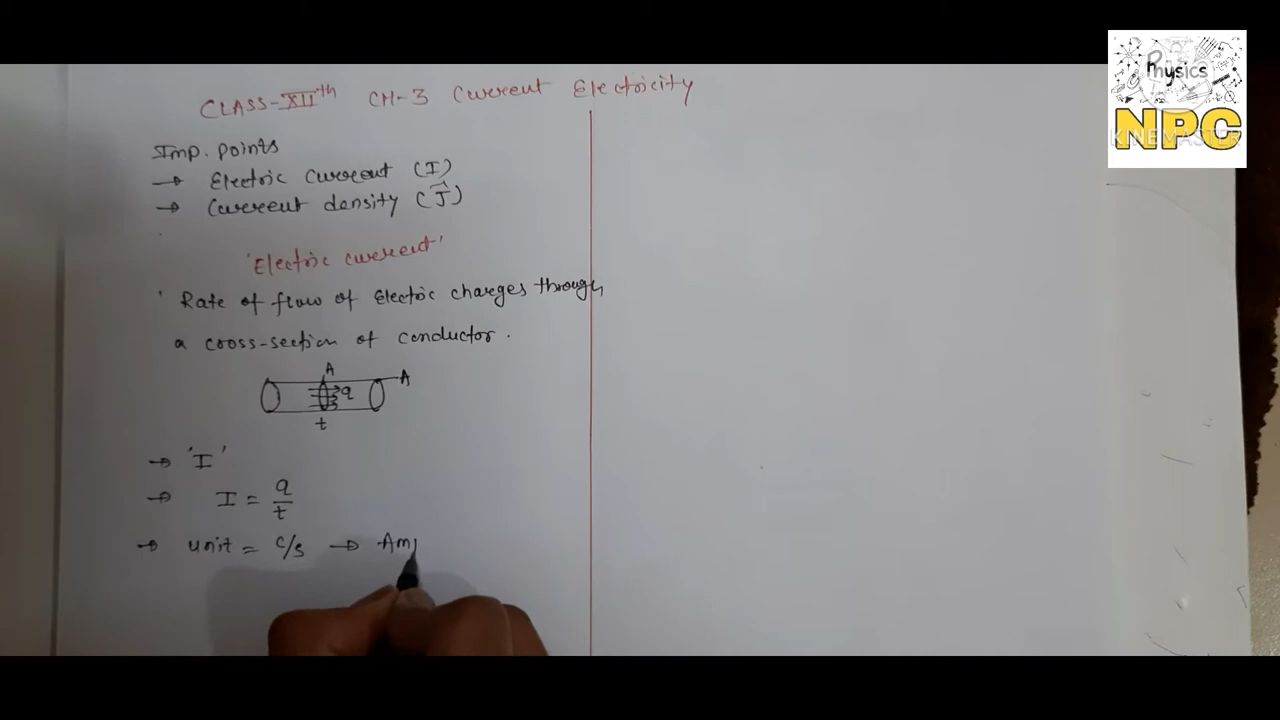 CLASS-XIIth CH-3 Current Electricity
Imp. points
→ Electric Current (I)
→ Current density (J⃗)
'Electric current'
' Rate of flow of Electric charges through
a cross-section of conductor.
A
A
q
t
→ 'I'
→ I = q/t
→ Unit = C/s → Am
Physics
NPC
KINEMASTER